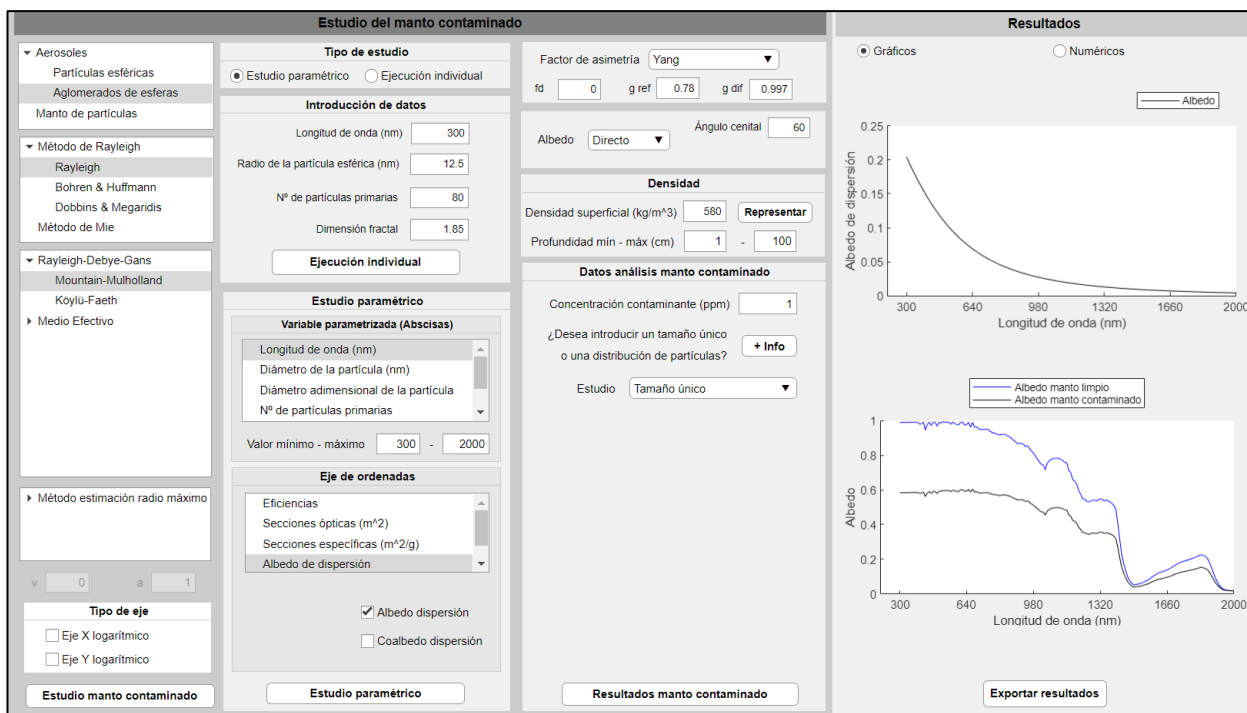 Estudio del manto contaminado
Aerosoles
Partículas esféricas
Aglomerados de esferas
Manto de partículas
Método de Rayleigh
Rayleigh
Bohren & Huffmann
Dobbins & Megaridis
Método de Mie
Rayleigh-Debye-Gans
Mountain-Mulholland
Köylü-Faeth
Medio Efectivo
Método estimación radio máximo
v 0 a 1
Tipo de eje
Eje X logarítmico
Eje Y logarítmico
Estudio manto contaminado
Tipo de estudio
Estudio paramétrico Ejecución individual
Introducción de datos
Longitud de onda (nm) 300
Radio de la partícula esférica (nm) 12.5
Nº de partículas primarias 80
Dimensión fractal 1.85
Ejecución individual
Estudio paramétrico
Variable parametrizada (Abscisas)
Longitud de onda (nm)
Diámetro de la partícula (nm)
Diámetro adimensional de la partícula
Nº de partículas primarias
Valor mínimo - máximo 300 - 2000
Eje de ordenadas
Eficiencias
Secciones ópticas (m^2)
Secciones específicas (m^2/g)
Albedo de dispersión
Albedo dispersión
Coalbedo dispersión
Estudio paramétrico
Factor de asimetría Yang
fd 0 g ref 0.78 g dif 0.997
Albedo Directo Ángulo cenital 60
Densidad
Densidad superficial (kg/m^3) 580 Representar
Profundidad mín - máx (cm) 1 - 100
Datos análisis manto contaminado
Concentración contaminante (ppm) 1
¿Desea introducir un tamaño único
o una distribución de partículas?
+ Info
Estudio Tamaño único
Resultados manto contaminado
Resultados
Gráficos Numéricos
Albedo
0.25
0.2
0.15
0.1
0.05
0
Albedo de dispersión
300 640 980 1320 1660 2000
Longitud de onda (nm)
Albedo manto limpio
Albedo manto contaminado
1
0.8
0.6
0.4
0.2
0
Albedo
300 640 980 1320 1660 2000
Longitud de onda (nm)
Exportar resultados